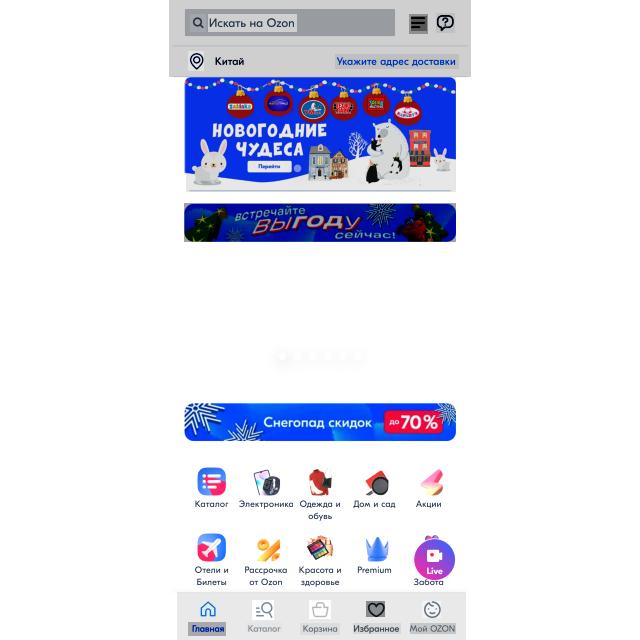 Искать на Ozon
Китай
Укажите адрес доставки
НОВОГОДНИЕ
ЧУДЕСА
Перейти
встречайте
ВЫГОДУ
сейчас!
Снегопад скидок
до 70%
Каталог
Электроника
Одежда и
обувь
Дом и сад
Акции
Отели и
Билеты
Рассрочка
от Ozon
Красота и
здоровье
Premium
Live
Забота
Главная
Каталог
Корзина
Избранное
Мой OZON